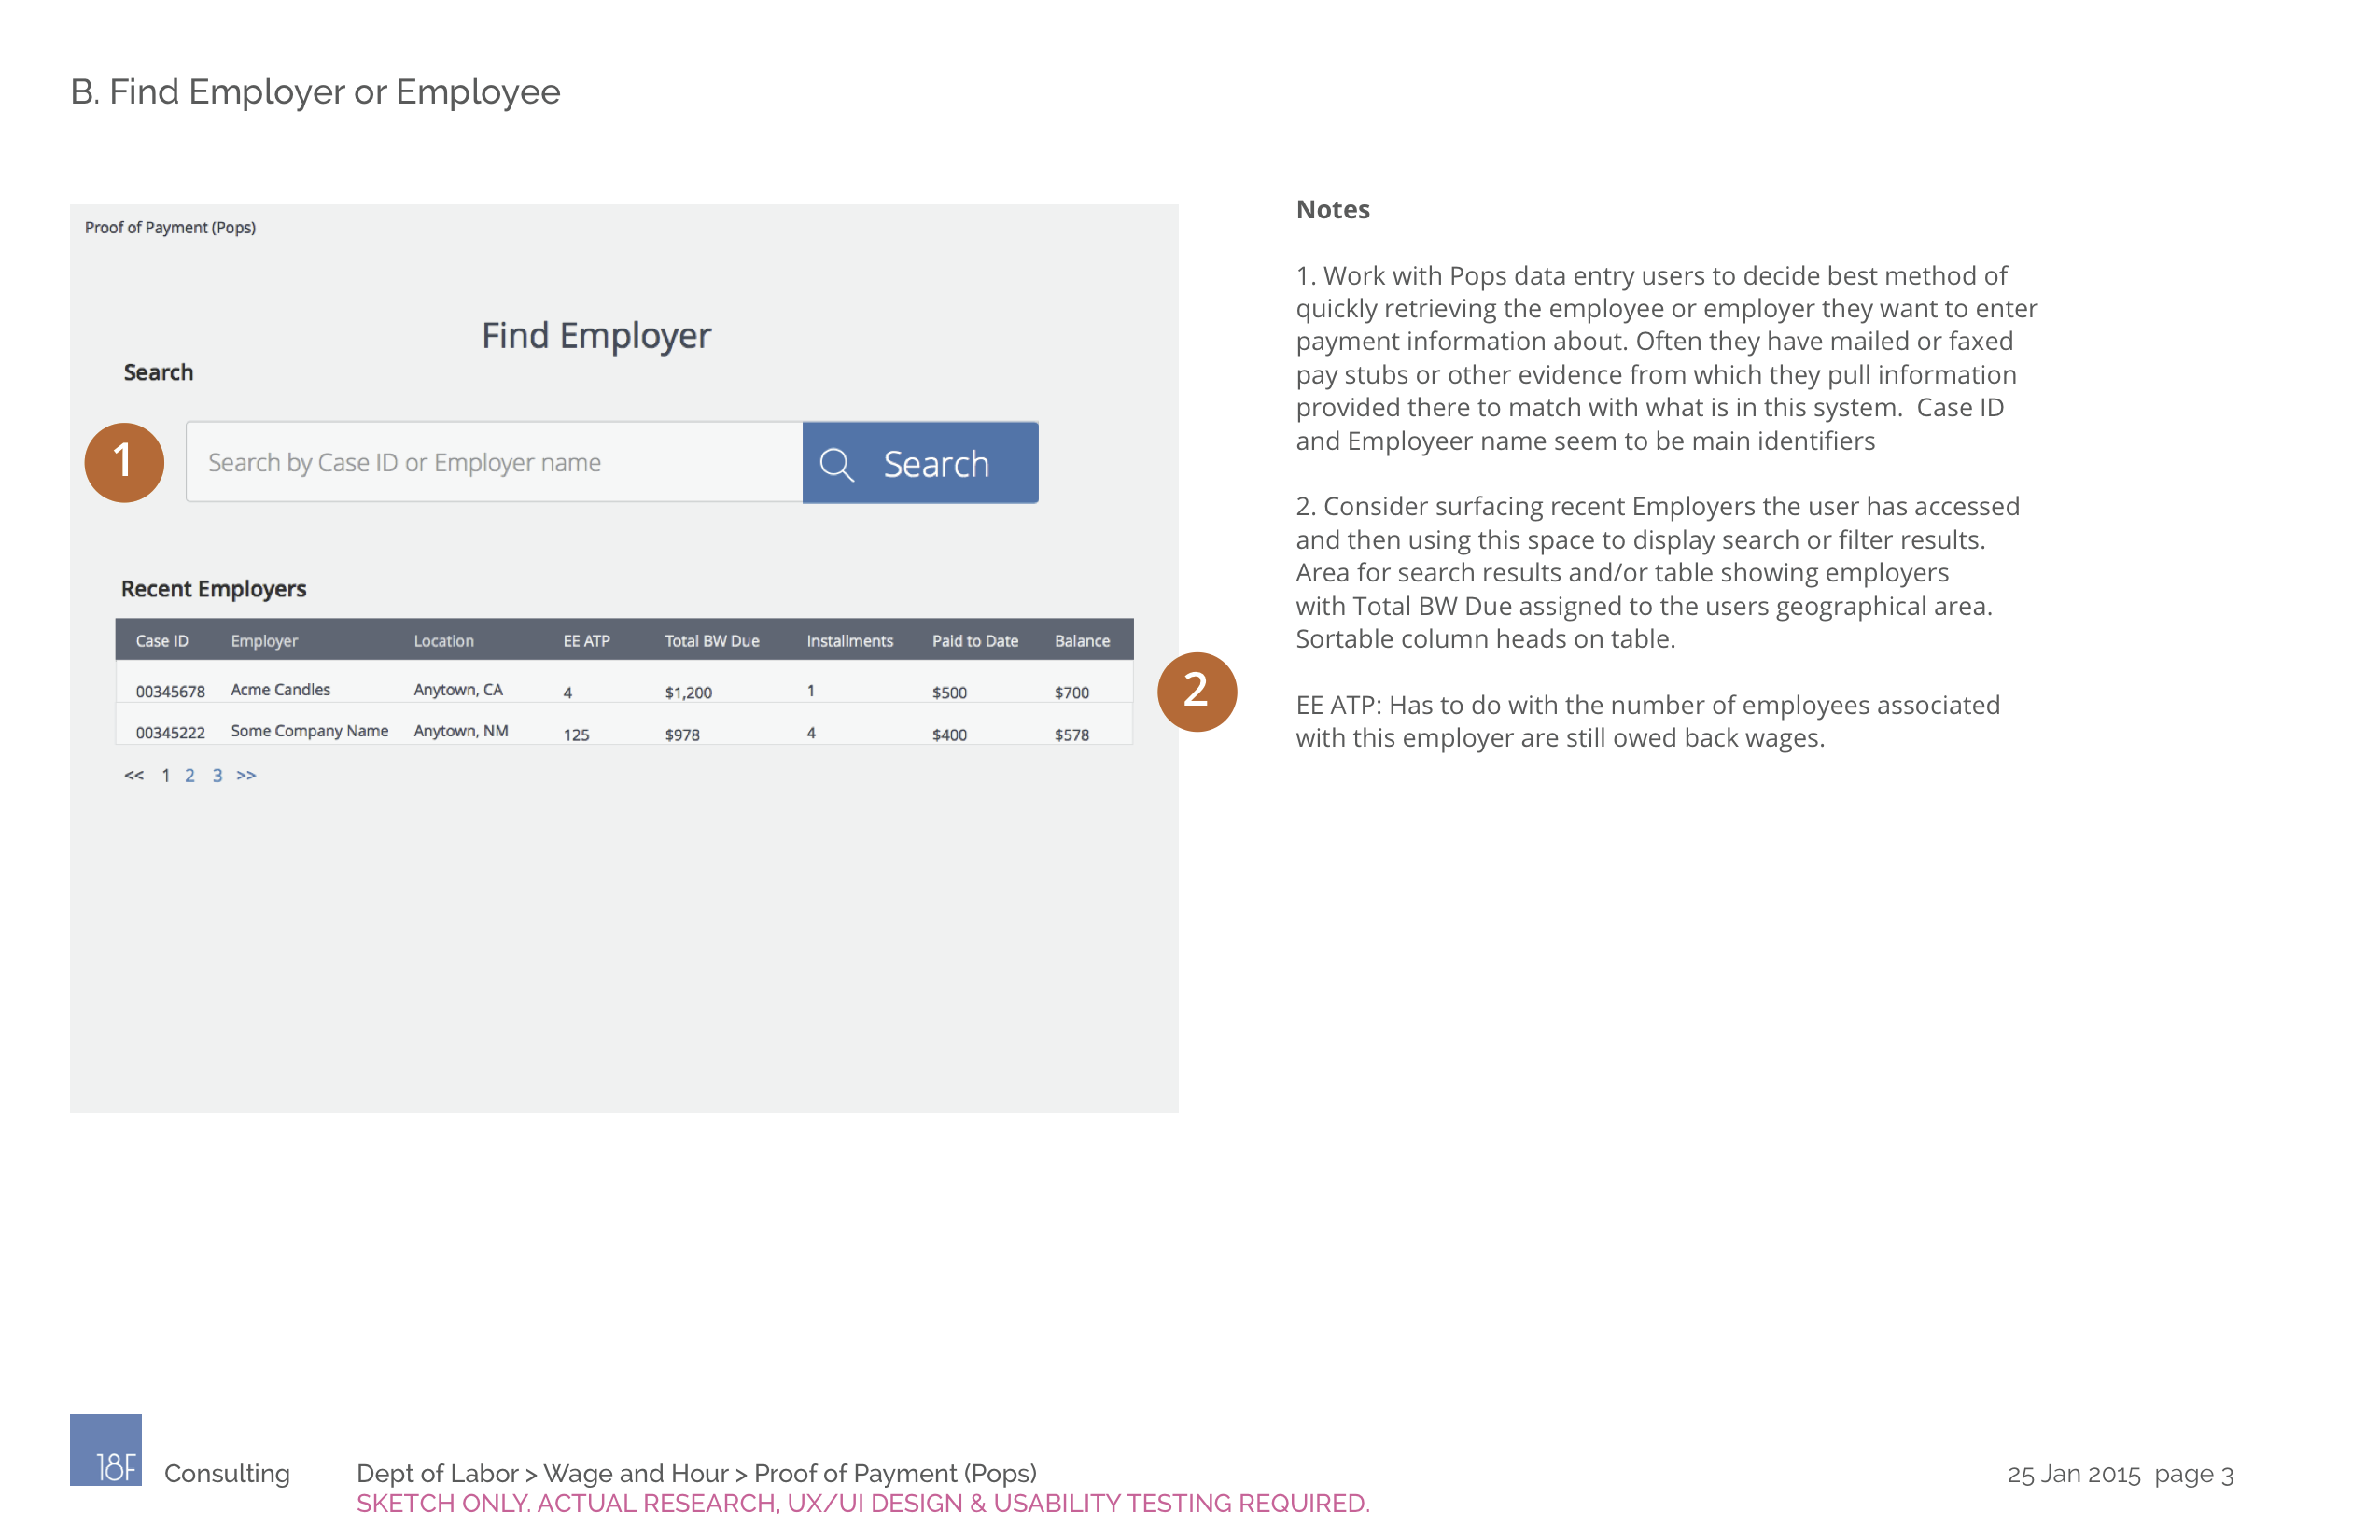 B. Find Employer or Employee
Proof of Payment (Pops)
Find Employer
Search
1
Search by Case ID or Employer name
Search
Recent Employers
Case ID Employer Location EE ATP Total BW Due Installments Paid to Date Balance
00345678 Acme Candles Anytown, CA 4 $1,200 1 $500 $700
00345222 Some Company Name Anytown, NM 125 $978 4 $400 $578
<< 1 2 3 >>
2
Notes
1. Work with Pops data entry users to decide best method of
quickly retrieving the employee or employer they want to enter
payment information about. Often they have mailed or faxed
pay stubs or other evidence from which they pull information
provided there to match with what is in this system.  Case ID
and Employeer name seem to be main identifiers
2. Consider surfacing recent Employers the user has accessed
and then using this space to display search or filter results.
Area for search results and/or table showing employers
with Total BW Due assigned to the users geographical area.
Sortable column heads on table.
EE ATP: Has to do with the number of employees associated
with this employer are still owed back wages.
18F
Consulting
Dept of Labor > Wage and Hour > Proof of Payment (Pops)
SKETCH ONLY. ACTUAL RESEARCH, UX/UI DESIGN & USABILITY TESTING REQUIRED.
25 Jan 2015  page 3